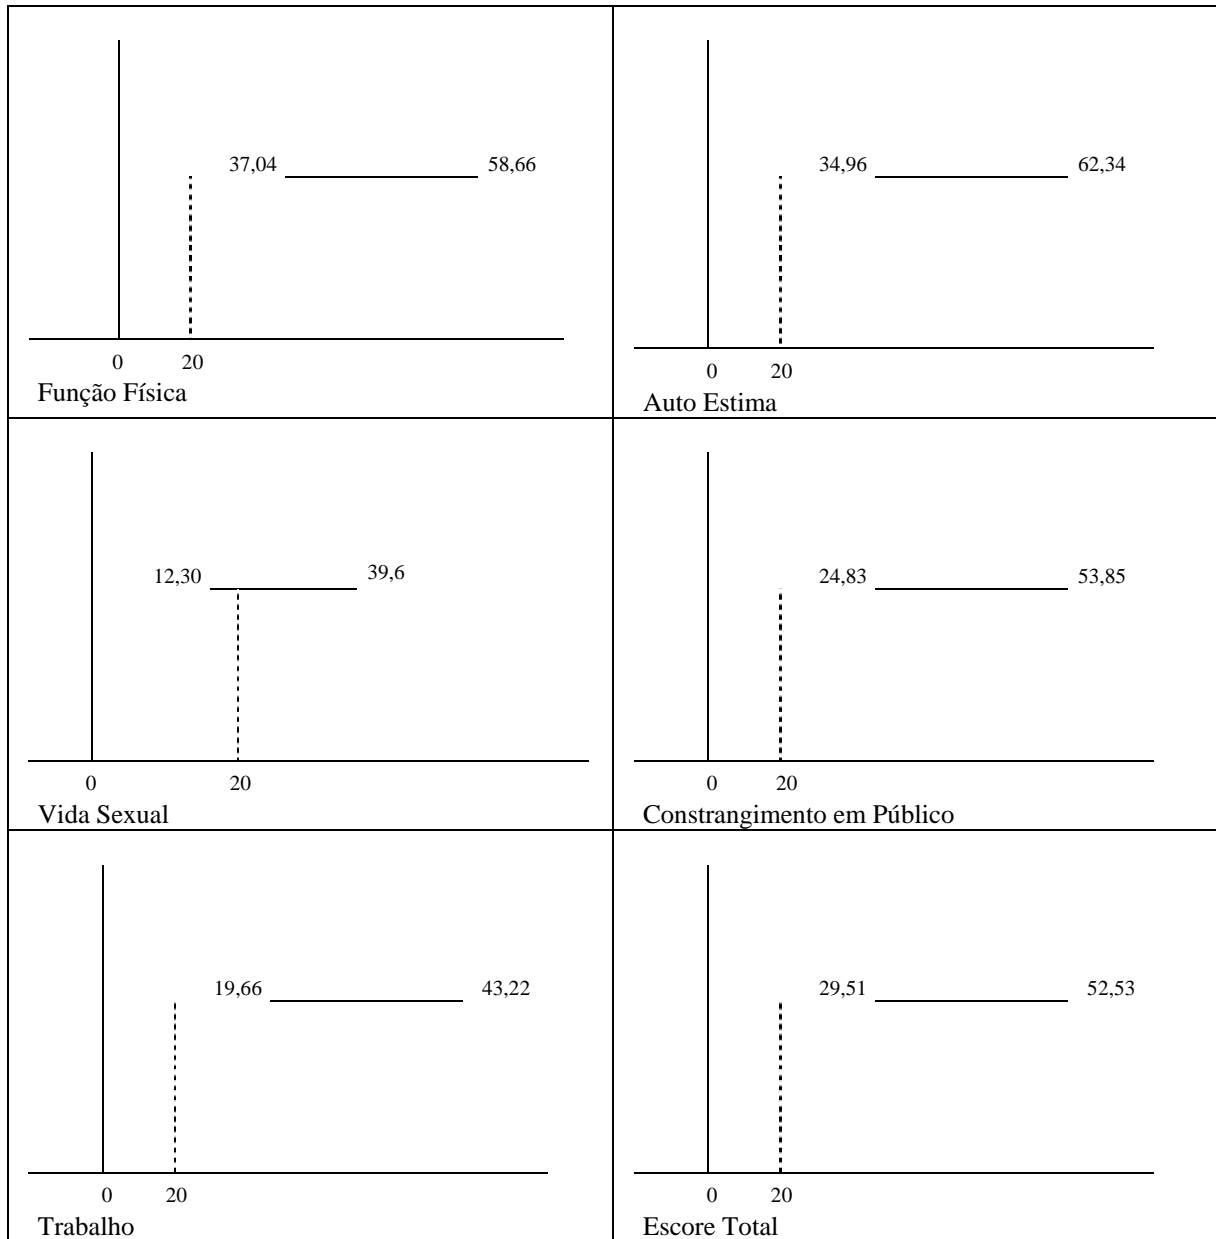 37,04 58,66
0 20
Função Física
34,96 62,34
0 20
Auto Estima
12,30 39,6
0 20
Vida Sexual
24,83 53,85
0 20
Constrangimento em Público
19,66 43,22
0 20
Trabalho
29,51 52,53
0 20
Escore Total